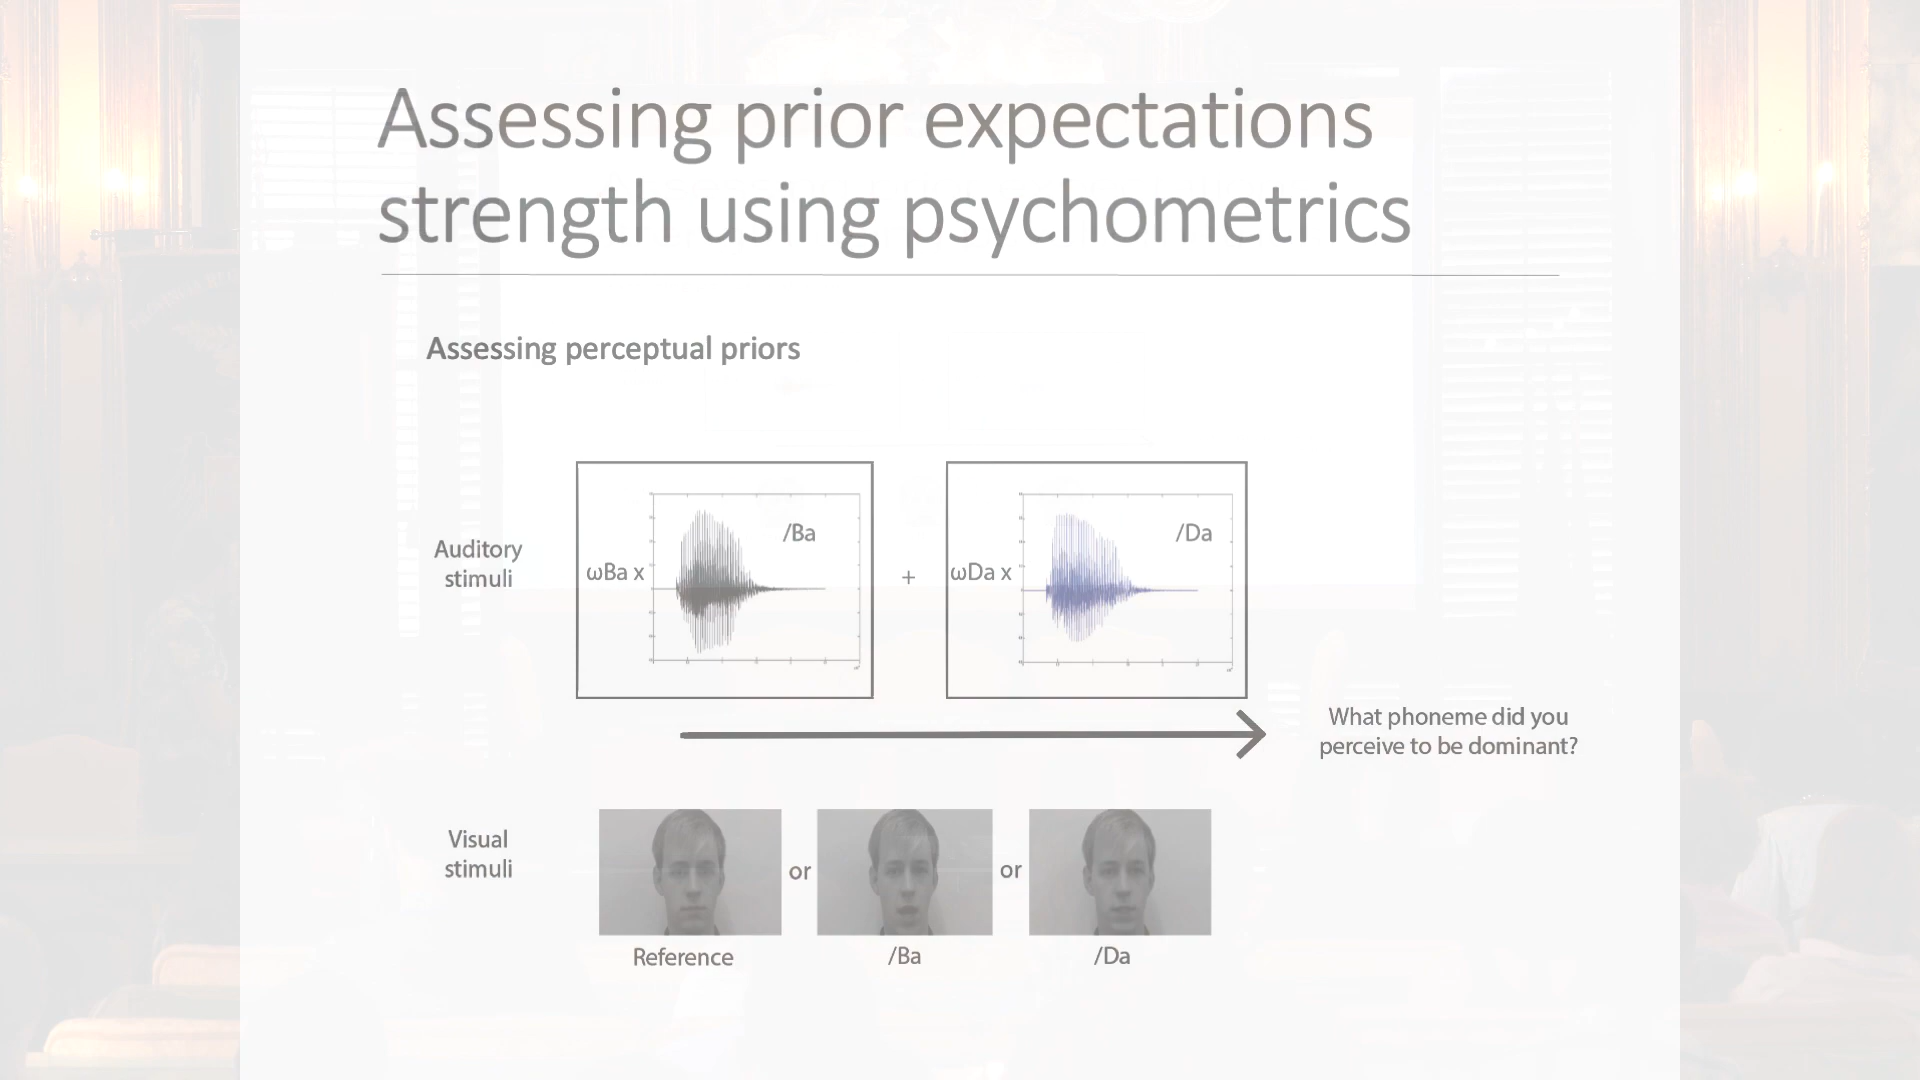 Assessing prior expectations
strength using psychometrics
Assessing perceptual priors
Auditory
stimuli
ωBa x
/Ba
+
ωDa x
/Da
What phoneme did you
perceive to be dominant?
Visual
stimuli
or
or
Reference
/Ba
/Da